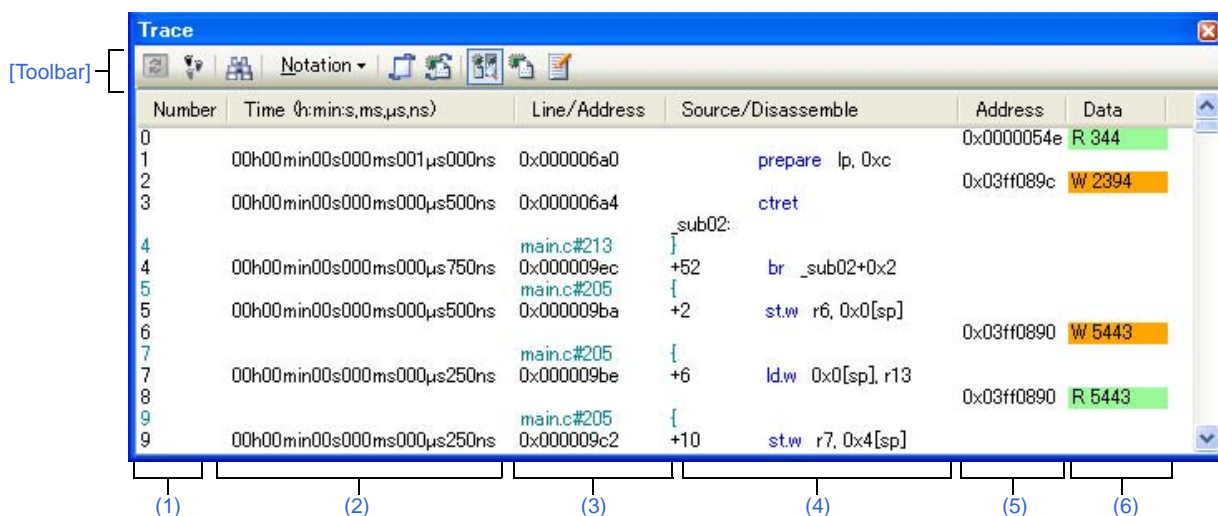 Trace
[Toolbar]
Notation
Number Time (h:min:s,ms,μs,ns) Line/Address Source/Disassemble Address Data
0 0x0000054e R 344
1 00h00min00s000ms001μs000ns 0x000006a0 prepare lp, 0xc
2 0x03ff089c W 2394
3 00h00min00s000ms000μs500ns 0x000006a4 ctret
_sub02:
4 main.c#213 }
4 00h00min00s000ms000μs750ns 0x000009ec +52 br _sub02+0x2
5 main.c#205 {
5 00h00min00s000ms000μs500ns 0x000009ba +2 st.w r6, 0x0[sp]
6 0x03ff0890 W 5443
7 main.c#205 {
7 00h00min00s000ms000μs250ns 0x000009be +6 ld.w 0x0[sp], r13
8 0x03ff0890 R 5443
9 main.c#205 {
9 00h00min00s000ms000μs250ns 0x000009c2 +10 st.w r7, 0x4[sp]
(1) (2) (3) (4) (5) (6)